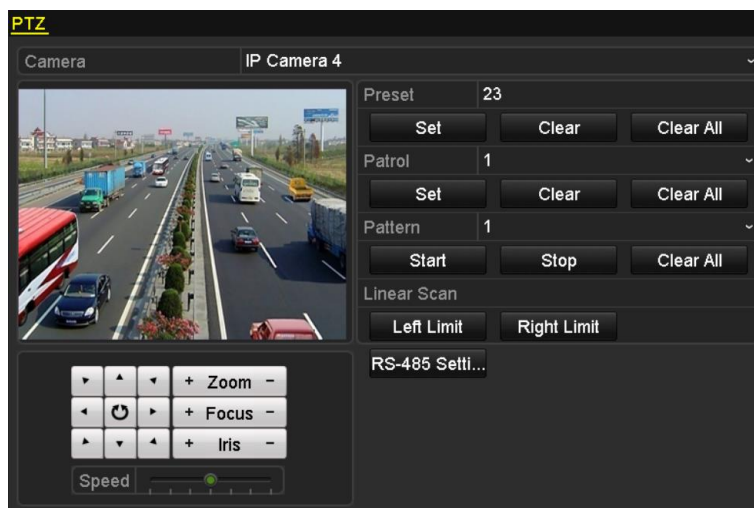 PTZ
Camera IP Camera 4
Preset 23
Set Clear Clear All
Patrol 1
Set Clear Clear All
Pattern 1
Start Stop Clear All
Linear Scan
Left Limit Right Limit
RS-485 Setti...
+ Zoom -
+ Focus -
+ Iris -
Speed